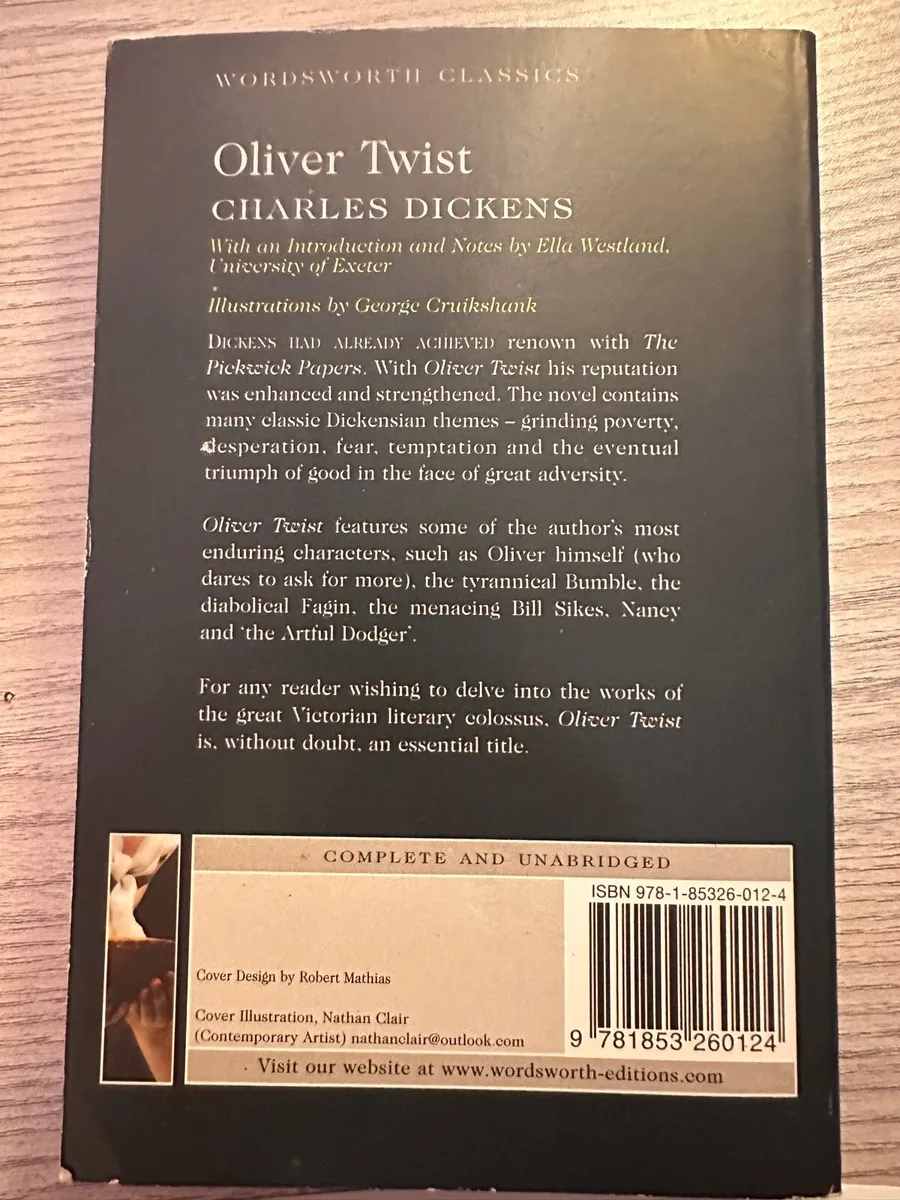 WORDSWORTH CLASSICS
Oliver Twist
CHARLES DICKENS
With an Introduction and Notes by Ella Westland,
University of Exeter
Illustrations by George Cruikshank
DICKENS HAD ALREADY ACHIEVED renown with The
Pickwick Papers. With Oliver Twist his reputation
was enhanced and strengthened. The novel contains
many classic Dickensian themes – grinding poverty,
desperation, fear, temptation and the eventual
triumph of good in the face of great adversity.
Oliver Twist features some of the author's most
enduring characters, such as Oliver himself (who
dares to ask for more), the tyrannical Bumble, the
diabolical Fagin, the menacing Bill Sikes, Nancy
and 'the Artful Dodger'.
For any reader wishing to delve into the works of
the great Victorian literary colossus, Oliver Twist
is, without doubt, an essential title.
COMPLETE AND UNABRIDGED
ISBN 978-1-85326-012-4
Cover Design by Robert Mathias
Cover Illustration, Nathan Clair
(Contemporary Artist) nathanclair@outlook.com
9 781853 260124
Visit our website at www.wordsworth-editions.com